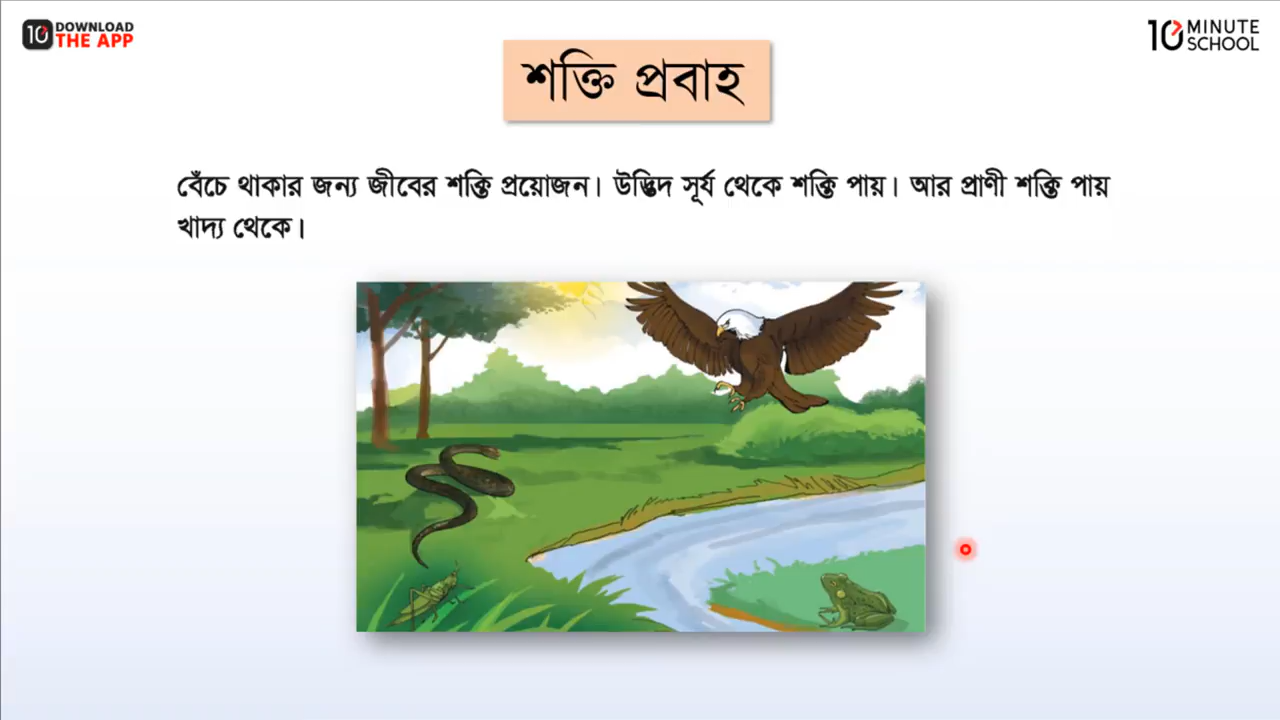 10 DOWNLOAD THE APP
10 MINUTE SCHOOL
শক্তি প্রবাহ
বেঁচে থাকার জন্য জীবের শক্তি প্রয়োজন। উদ্ভিদ সূর্য থেকে শক্তি পায়। আর প্রাণী শক্তি পায়
খাদ্য থেকে।